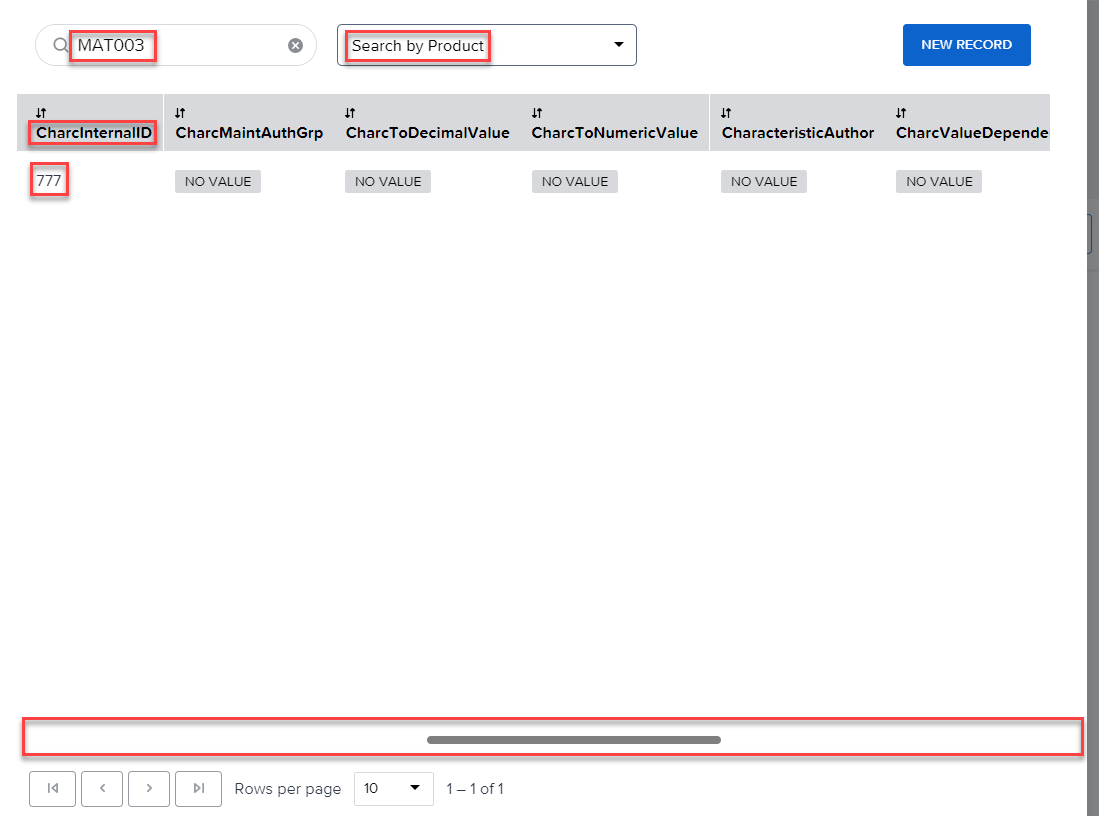 MAT003 Search by Product NEW RECORD
CharcInternalID CharcMaintAuthGrp CharcToDecimalValue CharcToNumericValue CharacteristicAuthor CharcValueDepende
777 NO VALUE NO VALUE NO VALUE NO VALUE NO VALUE
Rows per page 10 1 – 1 of 1